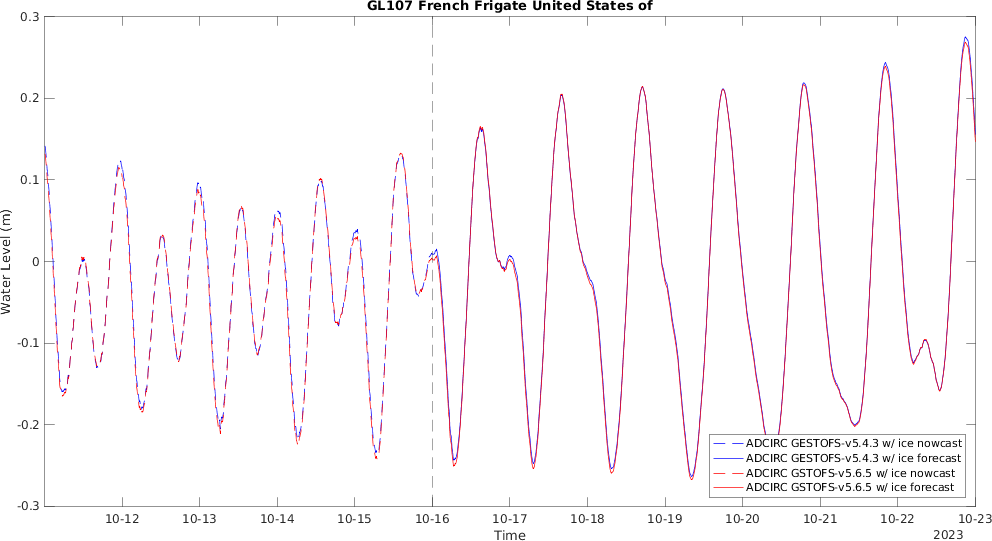 GL107 French Frigate United States of
Water Level (m)
0.3
0.2
0.1
0
-0.1
-0.2
-0.3
ADCIRC GESTOFS-v5.4.3 w/ ice nowcast
ADCIRC GESTOFS-v5.4.3 w/ ice forecast
ADCIRC GSTOFS-v5.6.5 w/ ice nowcast
ADCIRC GSTOFS-v5.6.5 w/ ice forecast
10-12 10-13 10-14 10-15 10-16 10-17 10-18 10-19 10-20 10-21 10-22 10-23
Time
2023